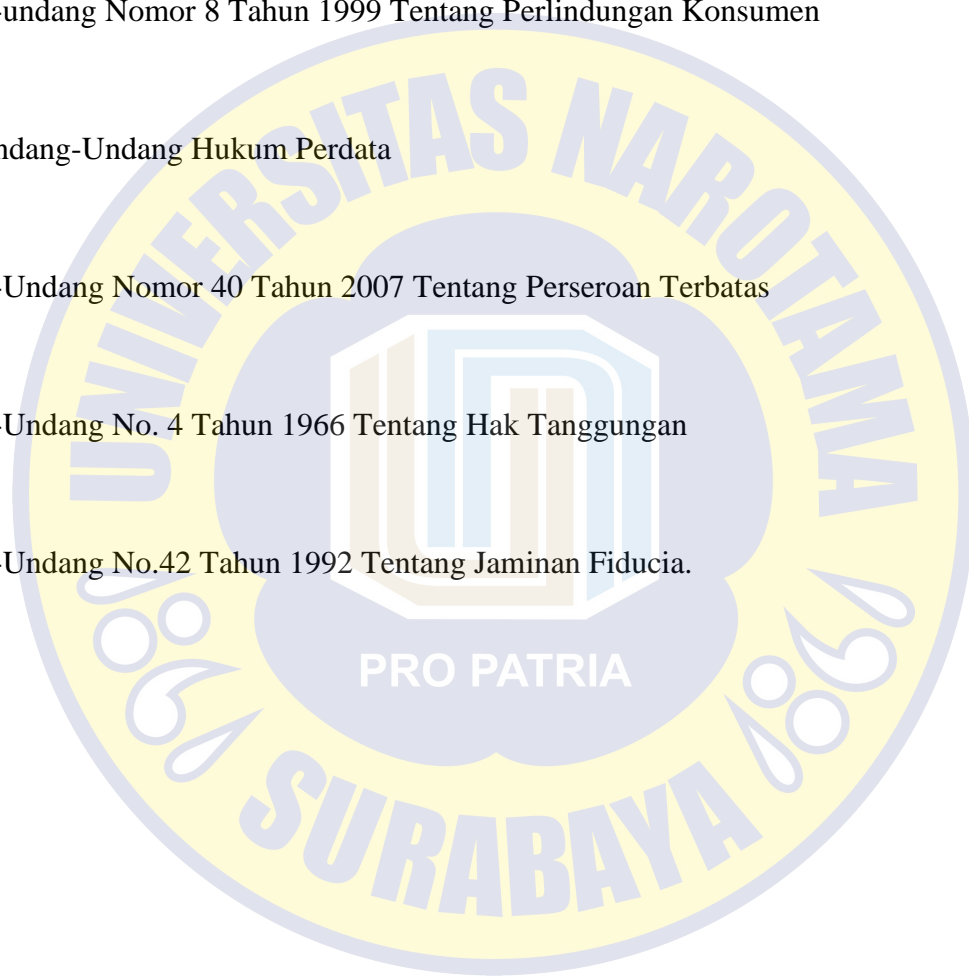 -undang Nomor 8 Tahun 1999 Tentang Perlindungan Konsumen
ndang-Undang Hukum Perdata
-Undang Nomor 40 Tahun 2007 Tentang Perseroan Terbatas
-Undang No. 4 Tahun 1966 Tentang Hak Tanggungan
-Undang No.42 Tahun 1992 Tentang Jaminan Fiducia.
UNIVERSITAS NAROTAMA
PRO PATRIA
1981 1981
SURABAYA